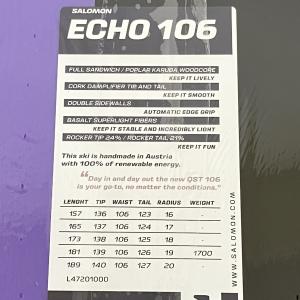 SALOMON
ECHO 106
FULL SANDWICH / POPLAR KARUBA WOODCORE
KEEP IT LIVELY
CORK DAMPLIFIER TIP AND TAIL
KEEP IT SMOOTH
DOUBLE SIDEWALLS
AUTOMATIC EDGE GRIP
BASALT SUPERLIGHT FIBERS
KEEP IT STABLE AND INCREDIBLY LIGHT
ROCKER TIP 24% / ROCKER TAIL 21%
KEEP IT FUN
This ski is handmade in Austria
with 100% of renewable energy.
"Day in and day out the new QST 106
is your go-to, no matter the conditions."
LENGHT TIP WAIST TAIL RADIUS WEIGHT
157 136 106 123 16 -
165 137 106 124 17 -
173 138 106 125 18 -
181 139 106 126 19 1700
189 140 106 127 20 -
L47201000
WWW.SALOMON.COM